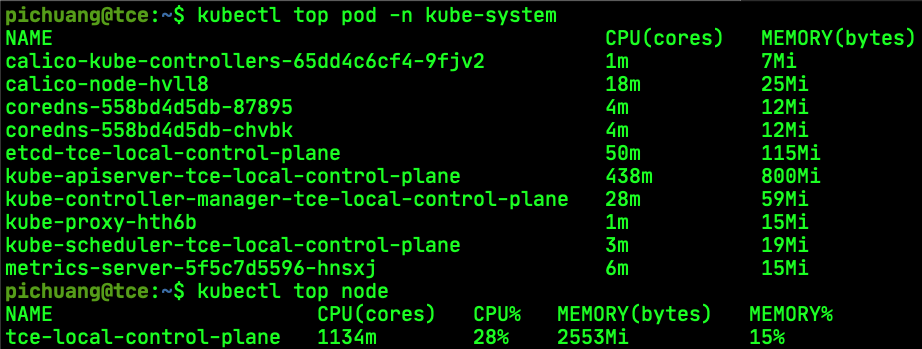 pichuang@tce:~$ kubectl top pod -n kube-system
NAME CPU(cores) MEMORY(bytes)
calico-kube-controllers-65dd4c6cf4-9fjv2 1m 7Mi
calico-node-hvll8 18m 25Mi
coredns-558bd4d5db-87895 4m 12Mi
coredns-558bd4d5db-chvbk 4m 12Mi
etcd-tce-local-control-plane 50m 115Mi
kube-apiserver-tce-local-control-plane 438m 800Mi
kube-controller-manager-tce-local-control-plane 28m 59Mi
kube-proxy-hth6b 1m 15Mi
kube-scheduler-tce-local-control-plane 3m 19Mi
metrics-server-5f5c7d5596-hnsxj 6m 15Mi
pichuang@tce:~$ kubectl top node
NAME CPU(cores) CPU% MEMORY(bytes) MEMORY%
tce-local-control-plane 1134m 28% 2553Mi 15%